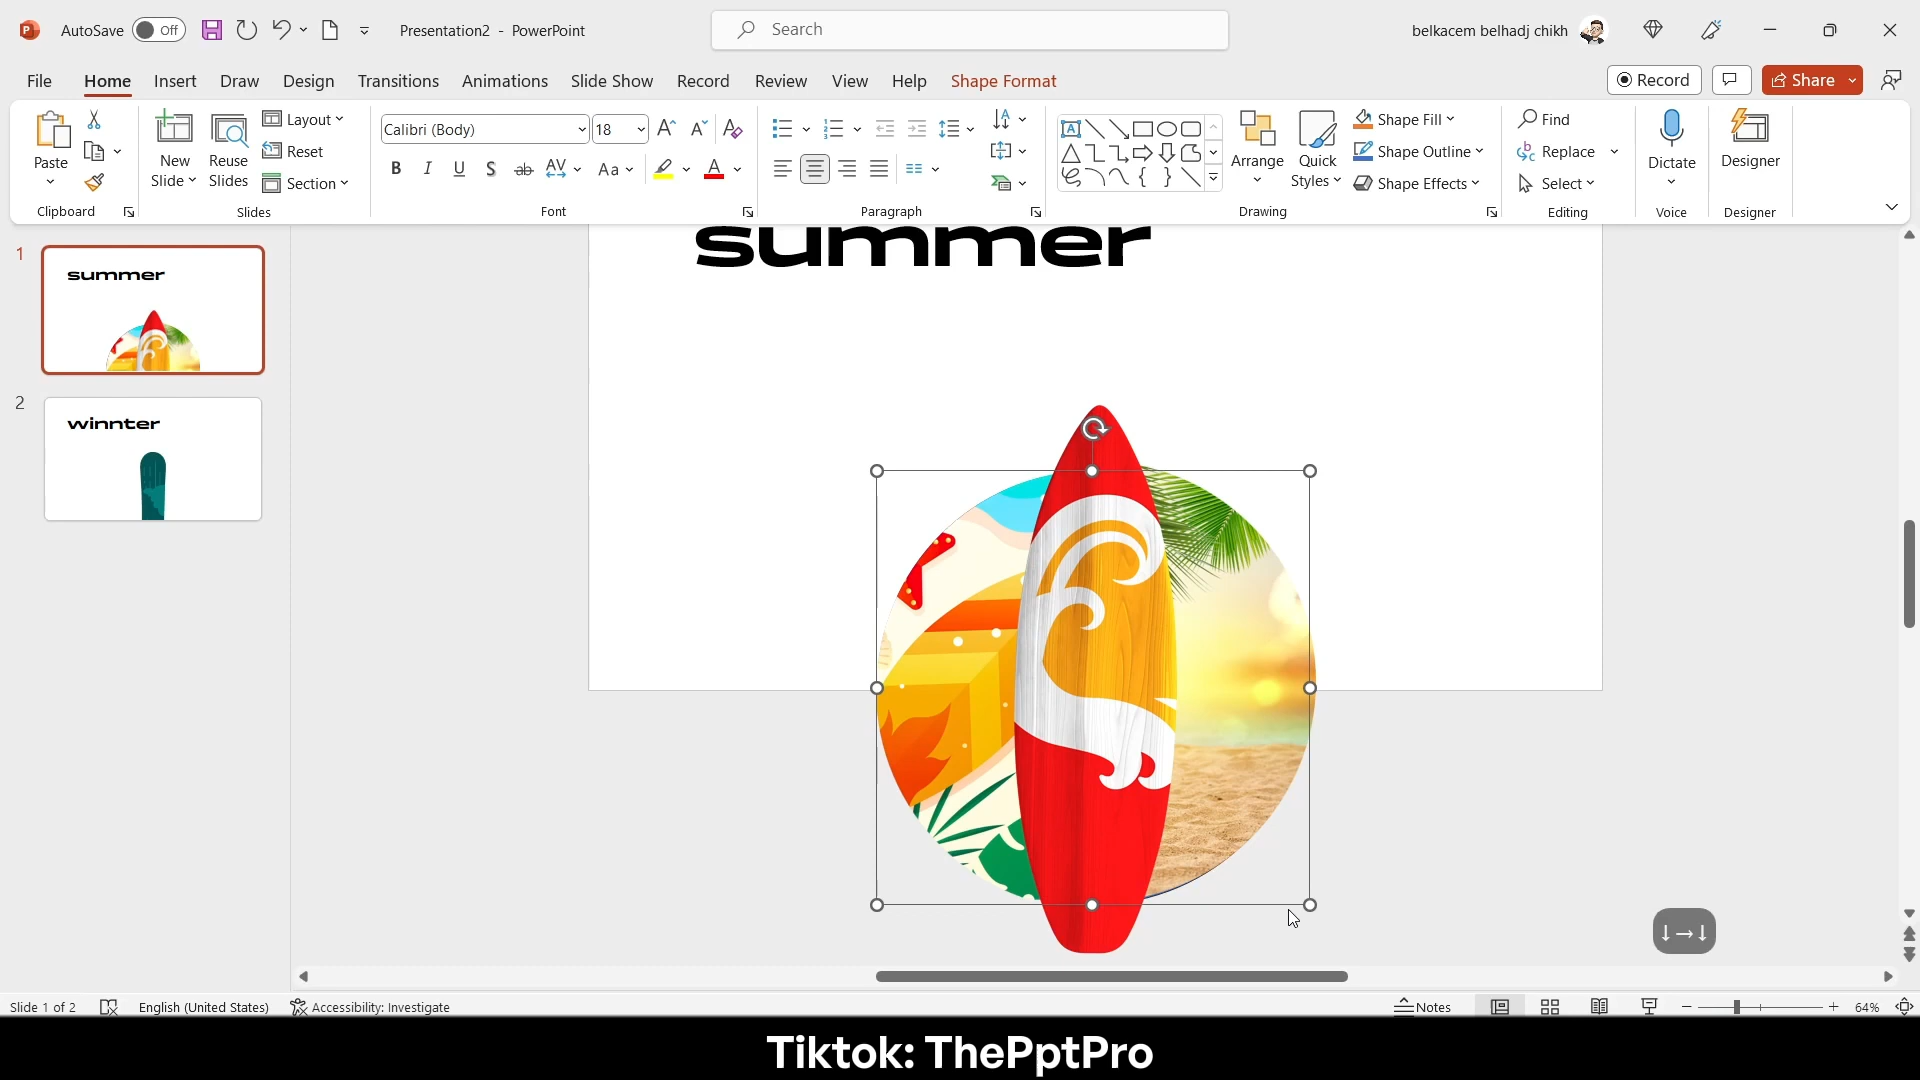 AutoSave Off Presentation2 - PowerPoint Search belkacem belhadj chikh
File Home Insert Draw Design Transitions Animations Slide Show Record Review View Help Shape Format Record Share
Paste New Slide Reuse Slides Layout Reset Section
Calibri (Body) 18
Arrange Quick Styles Shape Fill Shape Outline Shape Effects
Find Replace Select Dictate Designer
Clipboard Slides Font Paragraph Drawing Editing Voice Designer
1
summer
2
winnter
summer
Slide 1 of 2 English (United States) Accessibility: Investigate Notes 64%
Tiktok: ThePptPro